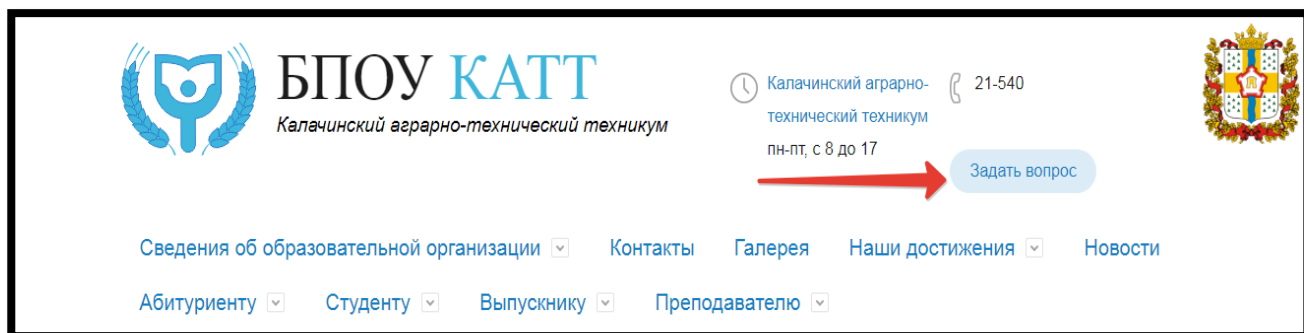 БПОУ КАТТ
Калачинский аграрно-технический техникум
Калачинский аграрно-
технический техникум
пн-пт, с 8 до 17
21-540
Задать вопрос
Сведения об образовательной организации Контакты Галерея Наши достижения Новости
Абитуриенту Студенту Выпускнику Преподавателю